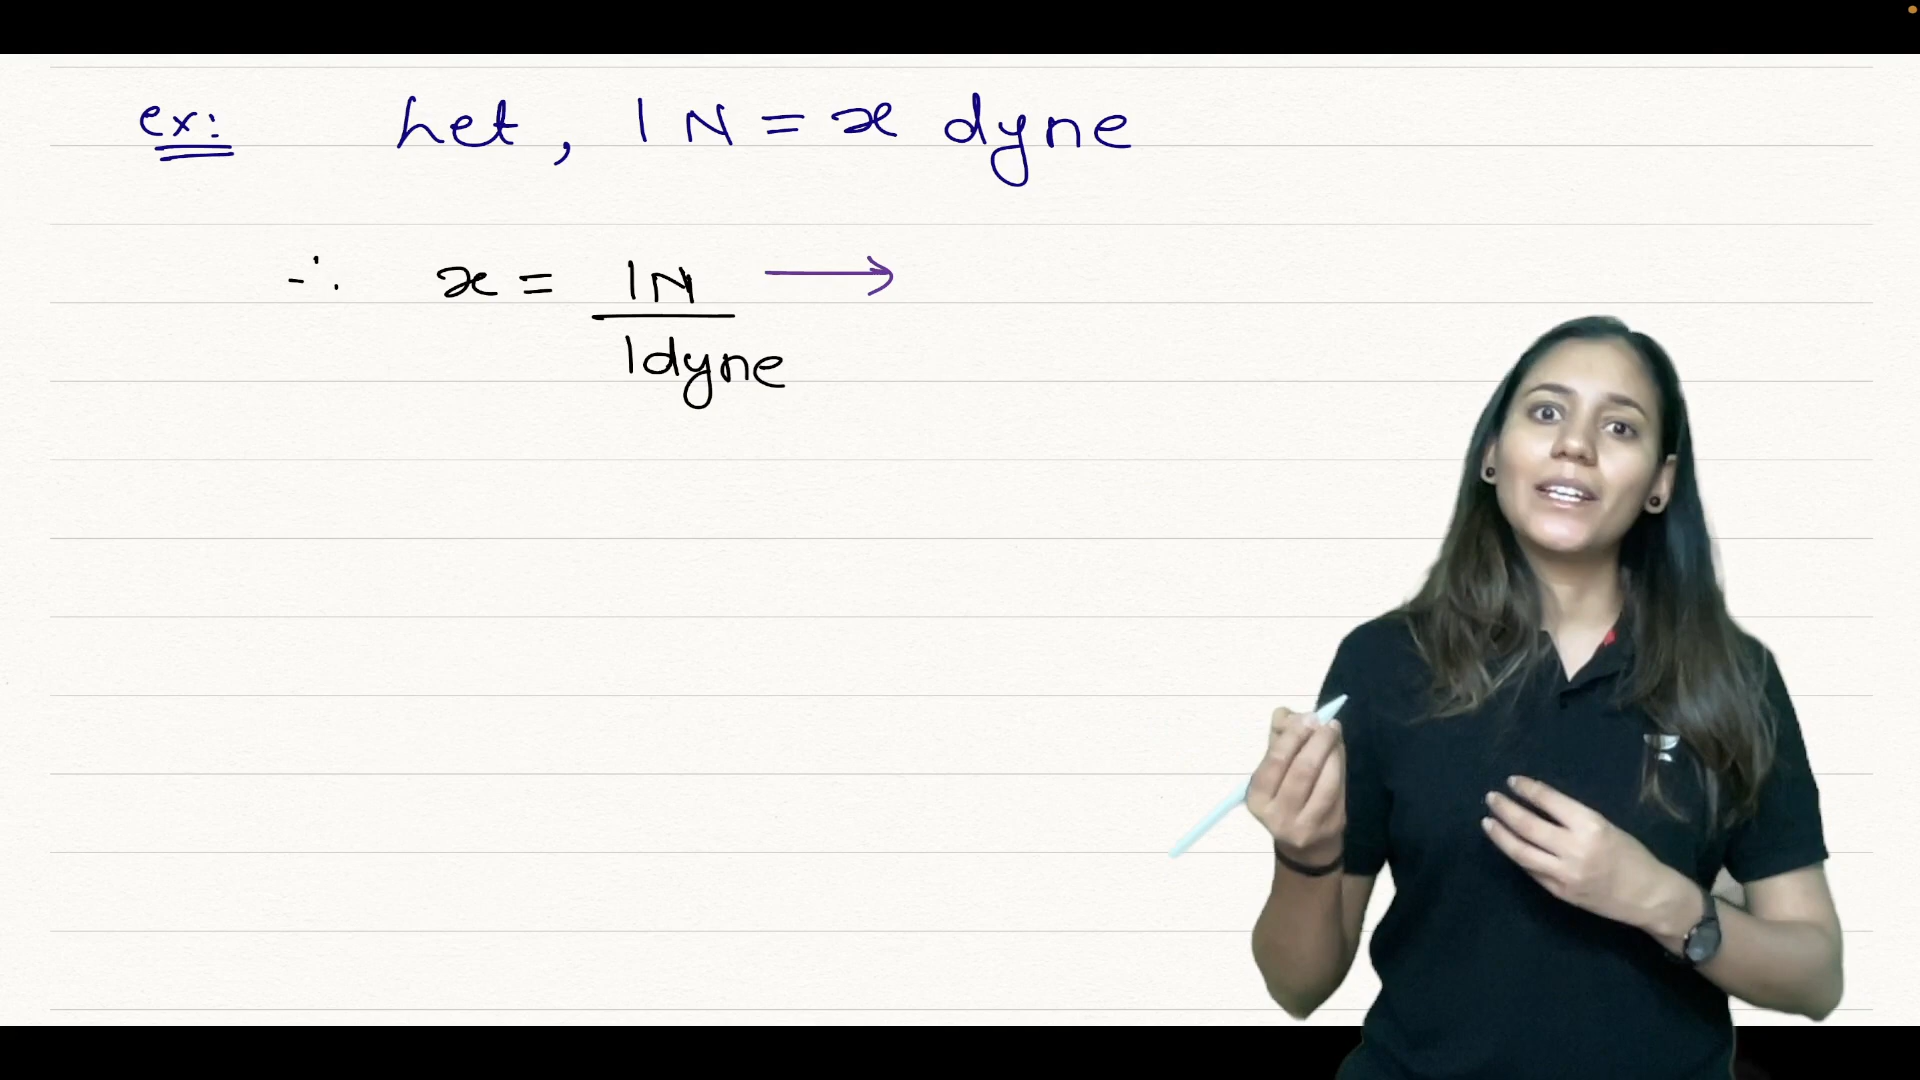 ex: Let, 1 N = x dyne
∴ x = 1N →
1dyne